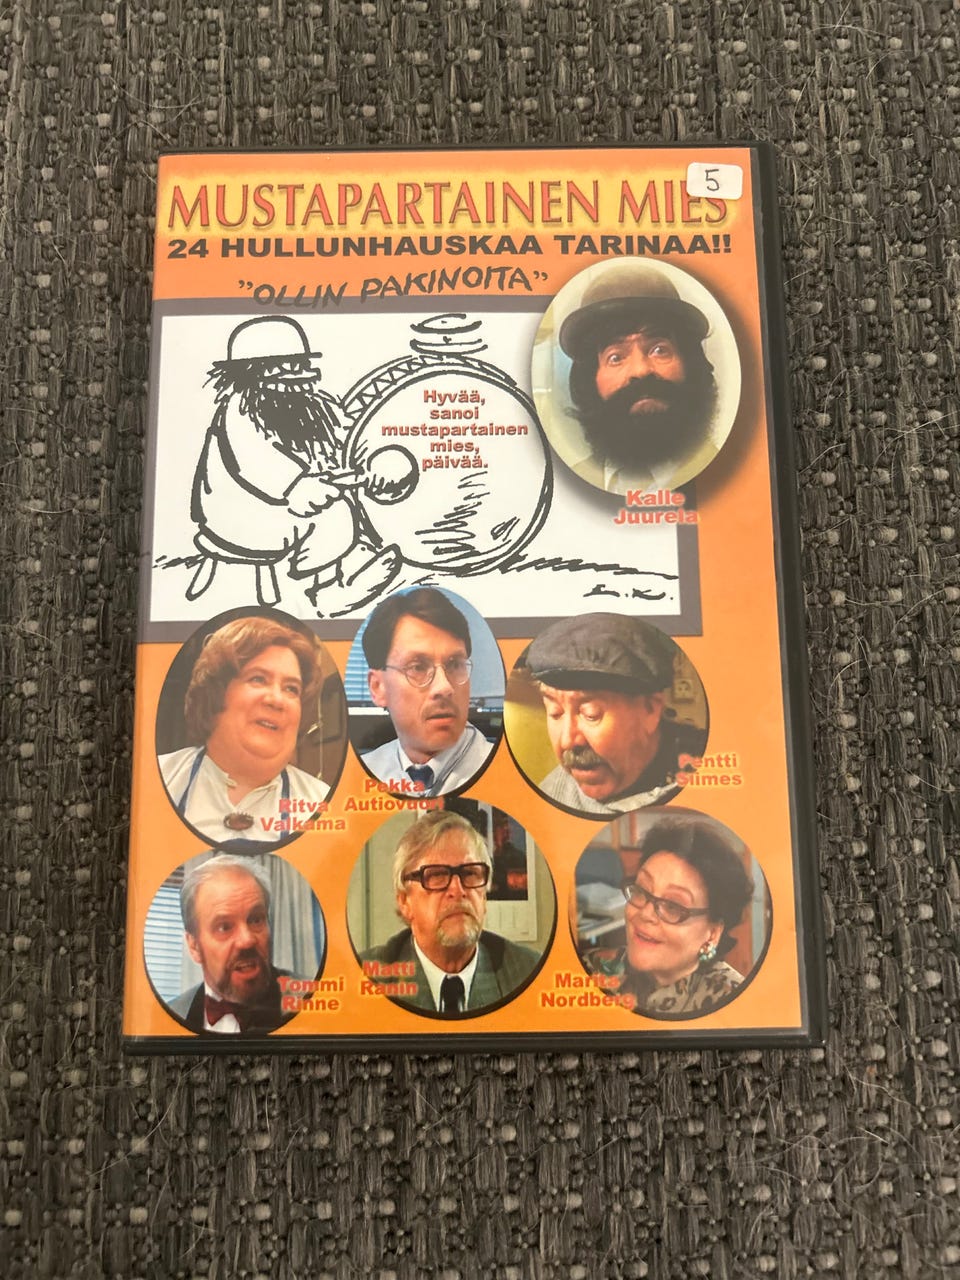 MUSTAPARTAINEN MIES
5
24 HULLUNHAUSKAA TARINAA!!
”OLLIN PAKINOITA”
Hyvää,
sanoi
mustapartainen
mies,
päivää.
Kalle
Juurela
Ritva
Valkama
Pekka
Autiovuori
Pentti
Siimes
Tommi
Rinne
Matti
Ranin
Marita
Nordberg